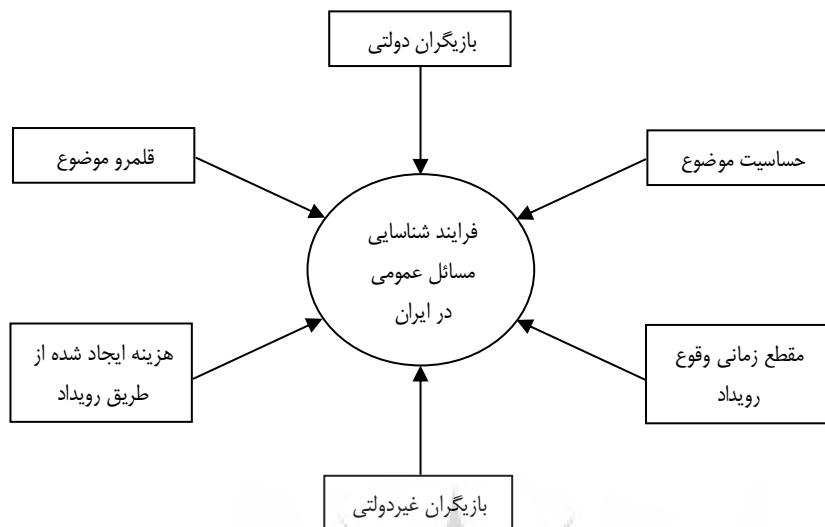 بازیگران دولتی
حساسیت موضوع
قلمرو موضوع
فرایند شناسایی
مسائل عمومی
در ایران
مقطع زمانی وقوع
رویداد
هزینه ایجاد شده از
طریق رویداد
بازیگران غیردولتی